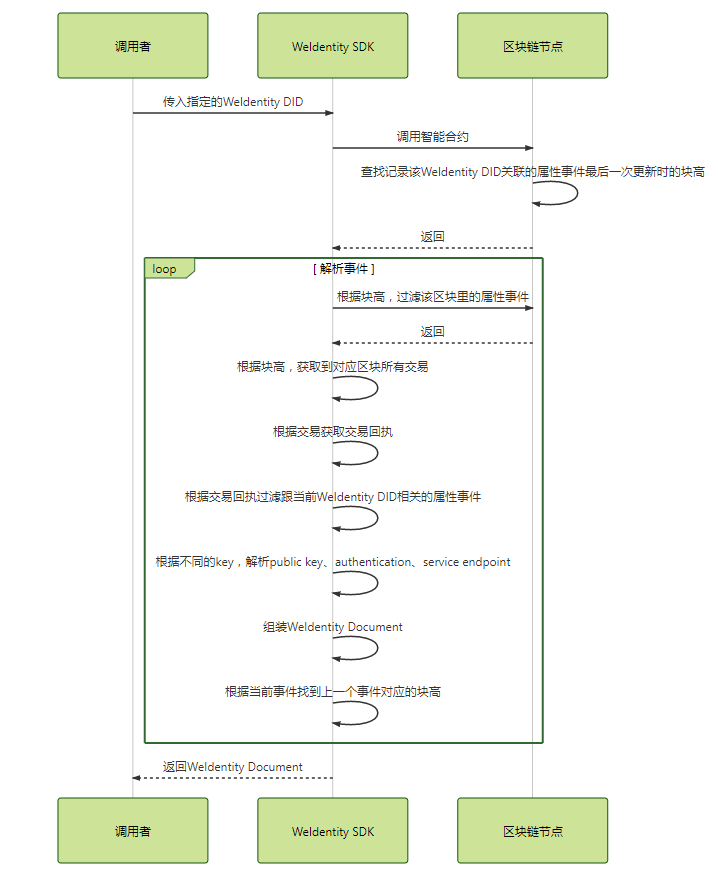 调用者
WeIdentity SDK
区块链节点
传入指定的WeIdentity DID
调用智能合约
查找记录该WeIdentity DID关联的属性事件最后一次更新时的块高
返回
loop
[ 解析事件 ]
根据块高，过滤该区块里的属性事件
返回
根据块高，获取到对应区块所有交易
根据交易获取交易回执
根据交易回执过滤跟当前WeIdentity DID相关的属性事件
根据不同的key，解析public key、authentication、service endpoint
组装WeIdentity Document
根据当前事件找到上一个事件对应的块高
返回WeIdentity Document
调用者
WeIdentity SDK
区块链节点